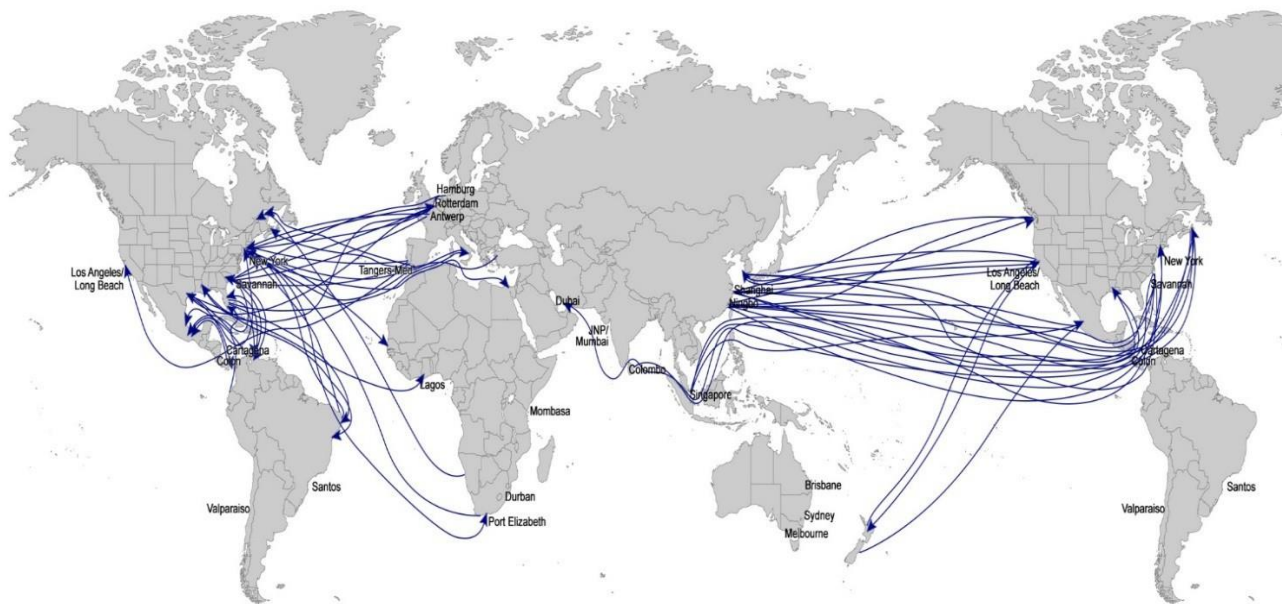 Hamburg
Rotterdam
Antwerp
New York
Tangers-Med
Los Angeles/
Long Beach
Savannah
Dubai
JNP/
Mumbai
Cartagena
Colon
Colombo
Lagos
Singapore
Mombasa
Santos
Durban
Valparaiso
Port Elizabeth
Shanghai
Ningbo
Brisbane
Sydney
Melbourne
Los Angeles/
Long Beach
New York
Savannah
Cartagena
Colon
Santos
Valparaiso